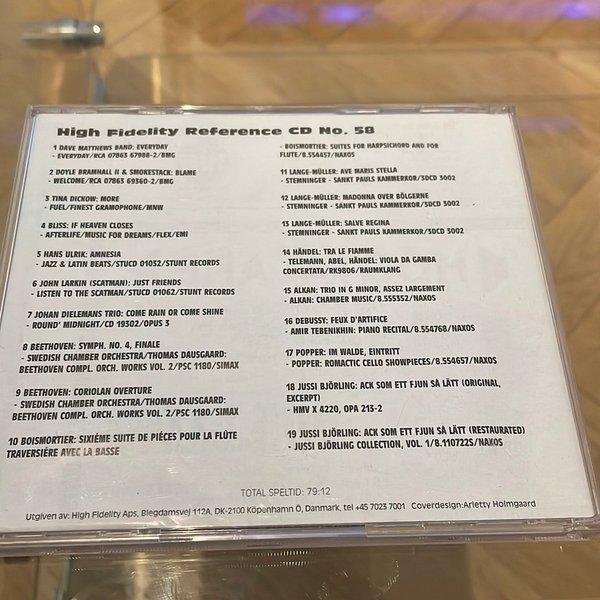 High Fidelity Reference CD No. 58
1 DAVE MATTHEWS BAND: EVERYDAY
- EVERYDAY/RCA 07863 67988-2/BMG
2 DOYLE BRAMHALL II & SMOKESTACK: BLAME
- WELCOME/RCA 07863 69360-2/BMG
3 TINA DICKOW: MORE
- FUEL/FINEST GRAMOPHONE/MNW
4 BLISS: IF HEAVEN CLOSES
- AFTERLIFE/MUSIC FOR DREAMS/FLEX/EMI
5 HANS ULRIK: AMNESIA
- JAZZ & LATIN BEATS/STUCD 01032/STUNT RECORDS
6 JOHN LARKIN (SCATMAN): JUST FRIENDS
- LISTEN TO THE SCATMAN/STUCD 01062/STUNT RECORDS
7 JOHAN DIELEMANS TRIO: COME RAIN OR COME SHINE
- ROUND' MIDNIGHT/CD 19302/OPUS 3
8 BEETHOVEN: SYMPH. NO. 4, FINALE
- SWEDISH CHAMBER ORCHESTRA/THOMAS DAUSGAARD:
BEETHOVEN COMPL. ORCH. WORKS VOL. 2/PSC 1180/SIMAX
9 BEETHOVEN: CORIOLAN OVERTURE
- SWEDISH CHAMBER ORCHESTRA/THOMAS DAUSGAARD:
BEETHOVEN COMPL. ORCH. WORKS VOL. 2/PSC 1180/SIMAX
10 BOISMORTIER: SIXIÉME SUITE DE PIÉCES POUR LA FLÛTE
TRAVERSIÉRE AVEC LA BASSE
- BOISMORTIER: SUITES FOR HARPSICHORD AND FOR
FLUTE/8.554457/NAXOS
11 LANGE-MÜLLER: AVE MARIS STELLA
- STEMNINGER - SANKT PAULS KAMMERKOR/3DCD 3002
12 LANGE-MÜLLER: MADONNA OVER BÖLGERNE
- STEMNINGER - SANKT PAULS KAMMERKOR/3DCD 3002
13 LANGE-MÜLLER: SALVE REGINA
- STEMNINGER - SANKT PAULS KAMMERKOR/3DCD 3002
14 HÄNDEL: TRA LE FIAMME
- TELEMANN, ABEL, HÄNDEL: VIOLA DA GAMBA
CONCERTATA/RK9806/RAUMKLANG
15 ALKAN: TRIO IN G MINOR, ASSEZ LARGEMENT
- ALKAN: CHAMBER MUSIC/8.555352/NAXOS
16 DEBUSSY: FEUX D'ARTIFICE
- AMIR TEBENIKHIN: PIANO RECITAL/8.554768/NAXOS
17 POPPER: IM WALDE, EINTRITT
- POPPER: ROMACTIC CELLO SHOWPIECES/8.554657/NAXOS
18 JUSSI BJÖRLING: ACK SOM ETT FJUN SÅ LÄTT (ORIGINAL,
EXCERPT)
- HMV X 4220, OPA 213-2
19 JUSSI BJÖRLING: ACK SOM ETT FJUN SÅ LÄTT (RESTAURATED)
- JUSSI BJÖRLING COLLECTION, VOL. 1/8.110722S/NAXOS
TOTAL SPELTID: 79:12
Utgiven av: High Fidelity Aps, Blegdamsvej 112A, DK-2100 Köpenhamn Ö, Danmark, tel +45 7023 7001 Coverdesign:Arletty Holmgaard